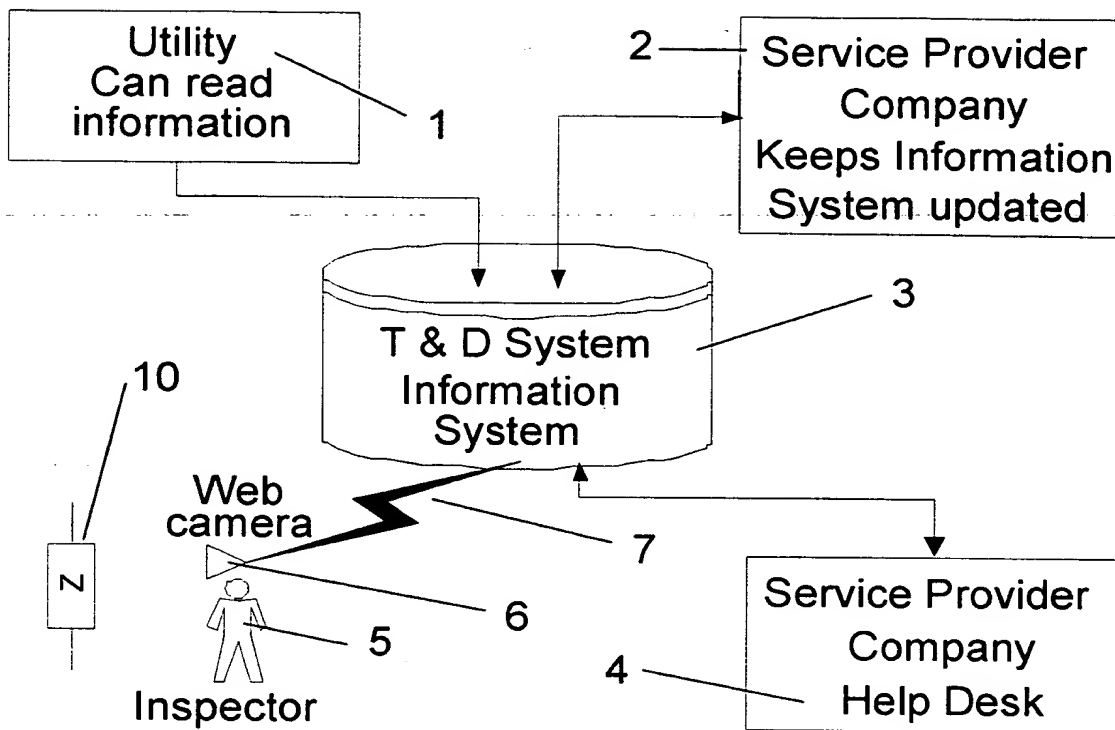 Utility
Can read
information
1
2
Service Provider
Company
Keeps Information
System updated
3
T & D System
Information
System
10
Web
camera
7
Z
6
5
Inspector
Service Provider
Company
4
Help Desk